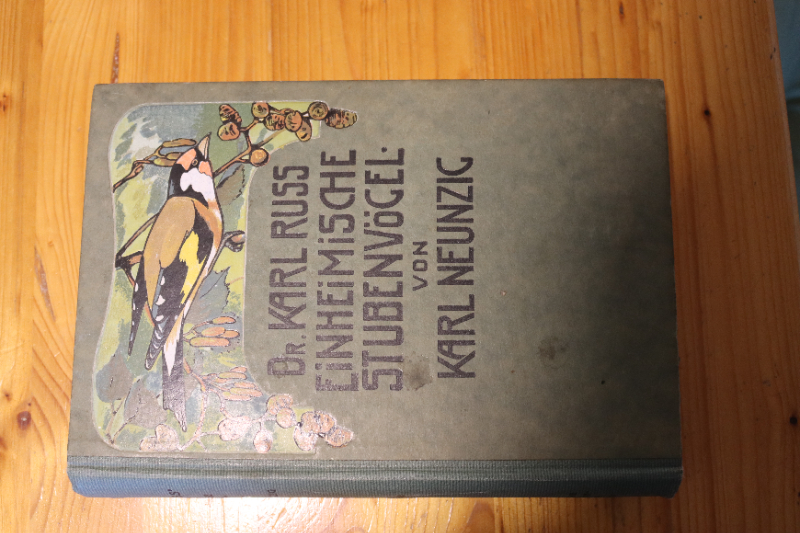 DR. KARL RUSS
EINHEIMISCHE
STUBENVÖGEL.
VON
KARL NEUNZIG